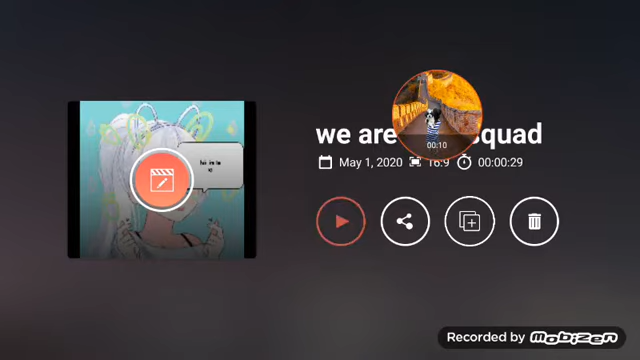 we are squad
00:10
May 1, 2020 16:9 00:00:29
Recorded by mobizen